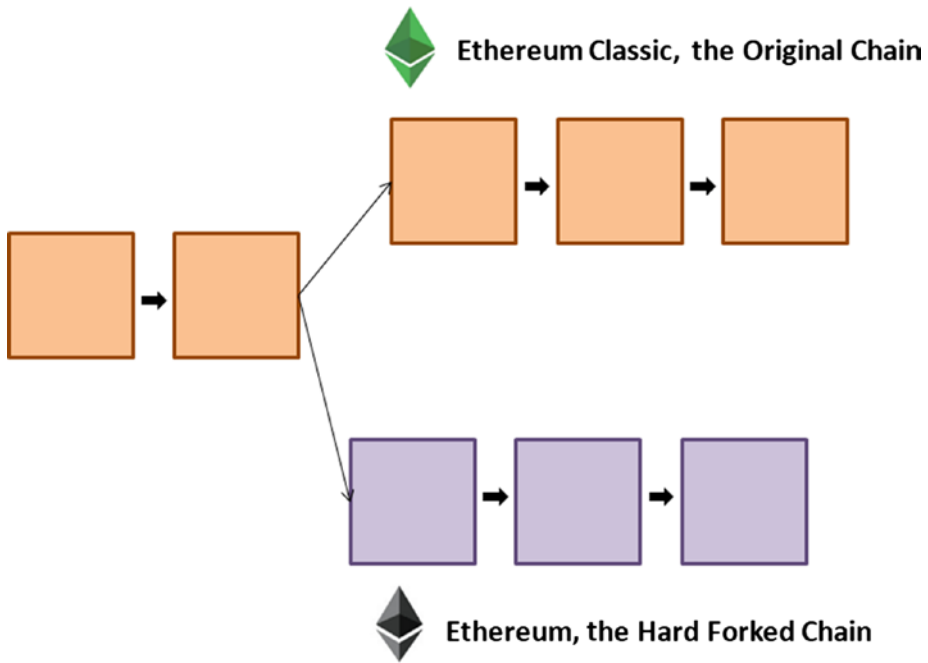 Ethereum Classic, the Original Chain
Ethereum, the Hard Forked Chain